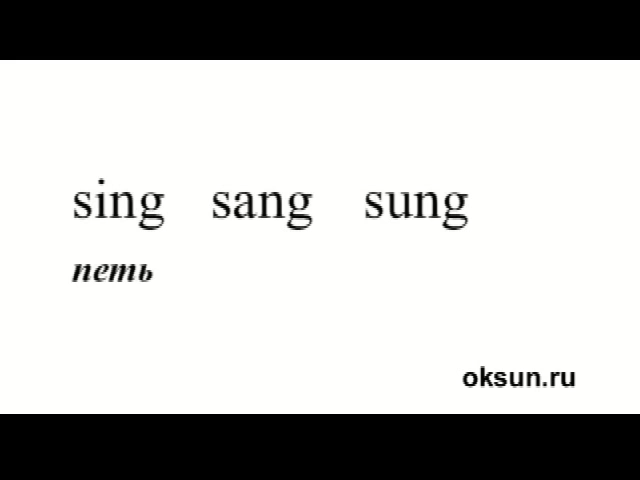 sing sang sung
петь
oksun.ru